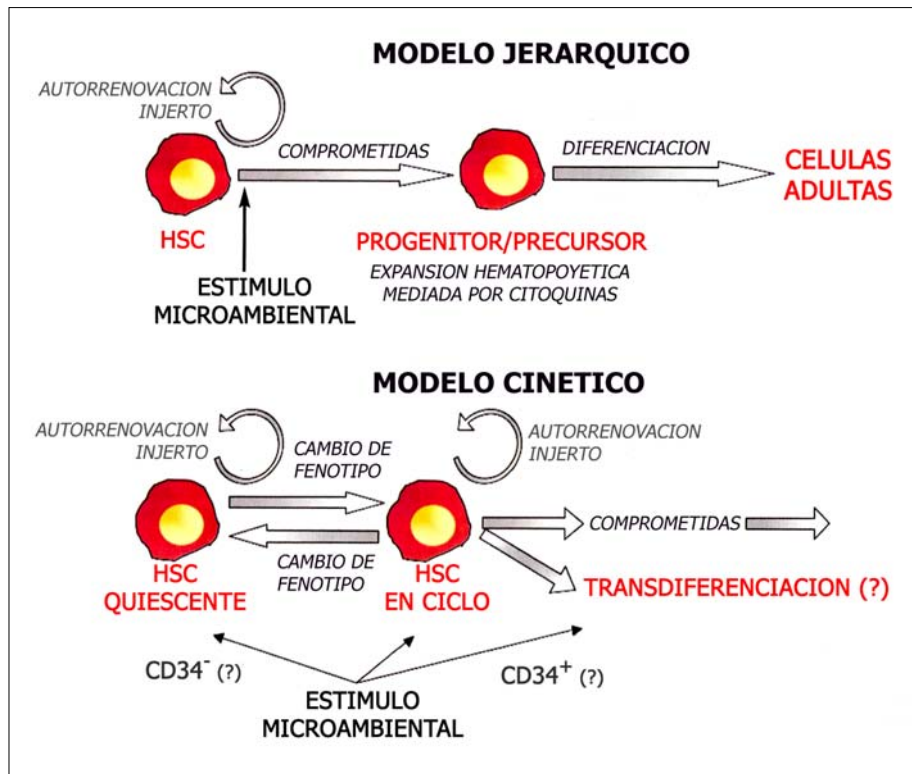 MODELO JERARQUICO
AUTORRENOVACION
INJERTO
COMPROMETIDAS
DIFERENCIACION
CELULAS
ADULTAS
HSC
PROGENITOR/PRECURSOR
EXPANSION HEMATOPOYETICA
MEDIADA POR CITOQUINAS
ESTIMULO
MICROAMBIENTAL
MODELO CINETICO
AUTORRENOVACION
INJERTO
CAMBIO DE
FENOTIPO
AUTORRENOVACION
INJERTO
COMPROMETIDAS
CAMBIO DE
FENOTIPO
HSC
QUIESCENTE
HSC
EN CICLO
TRANSDIFERENCIACION (?)
CD34⁻ (?)
CD34⁺ (?)
ESTIMULO
MICROAMBIENTAL